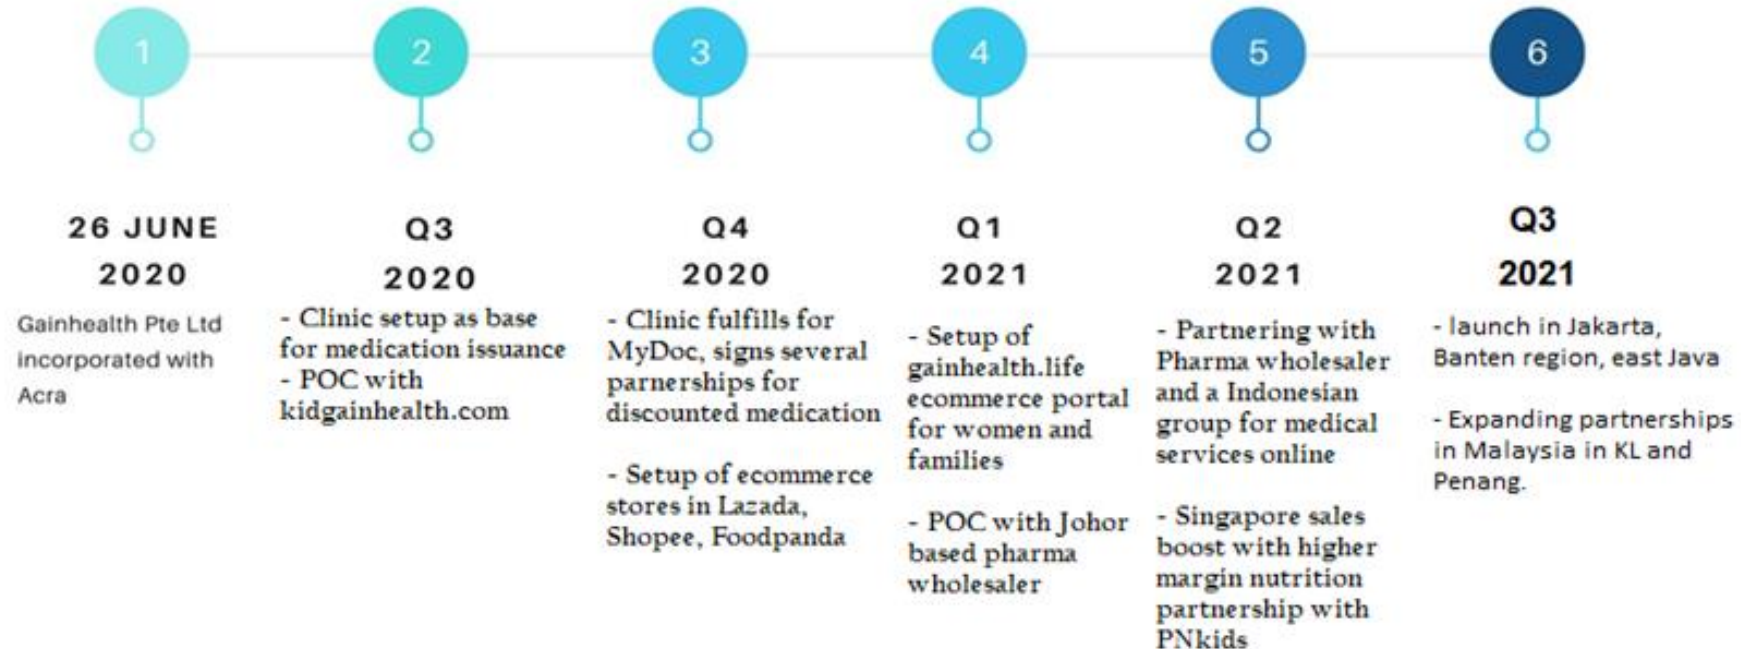 1
2
3
4
5
6
26 JUNE
2020
Gainhealth Pte Ltd
incorporated with
Acra
Q3
2020
- Clinic setup as base
for medication issuance
- POC with
kidgainhealth.com
Q4
2020
- Clinic fulfills for
MyDoc, signs several
parnerships for
discounted medication
- Setup of ecommerce
stores in Lazada,
Shopee, Foodpanda
Q1
2021
- Setup of
gainhealth.life
ecommerce portal
for women and
families
- POC with Johor
based pharma
wholesaler
Q2
2021
- Partnering with
Pharma wholesaler
and a Indonesian
group for medical
services online
- Singapore sales
boost with higher
margin nutrition
partnership with
PNkids
Q3
2021
- launch in Jakarta,
Banten region, east Java
- Expanding partnerships
in Malaysia in KL and
Penang.